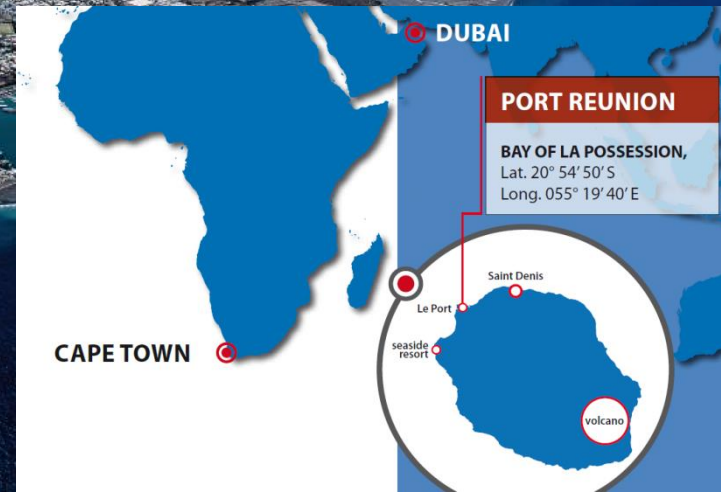 DUBAI
PORT REUNION
BAY OF LA POSSESSION,
Lat. 20° 54' 50' S
Long. 055° 19' 40' E
Saint Denis
Le Port
seaside
resort
CAPE TOWN
volcano